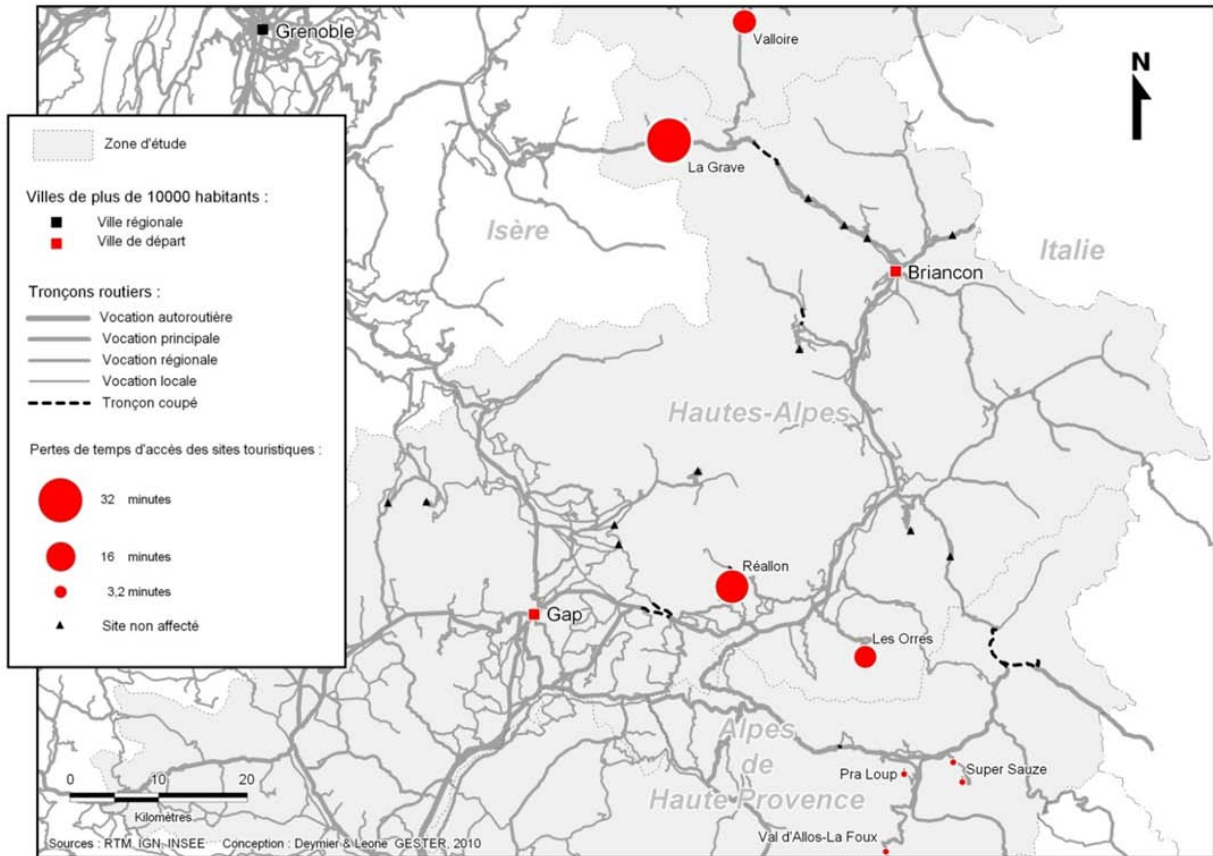 Grenoble
Valloire
N
La Grave
Isère
Italie
Briancon
Hautes-Alpes
Réallon
Gap
Les Orres
Alpes
de
Haute Provence
Pra Loup
Super Sauze
Val d'Allos-La Foux
Zone d'étude
Villes de plus de 10000 habitants :
Ville régionale
Ville de départ
Tronçons routiers :
Vocation autoroutière
Vocation principale
Vocation régionale
Vocation locale
Tronçon coupé
Pertes de temps d'accès des sites touristiques :
32 minutes
16 minutes
3,2 minutes
Site non affecté
0 10 20
Kilomètres
Sources : RTM, IGN, INSEE Conception : Deymier & Leone GESTER, 2010